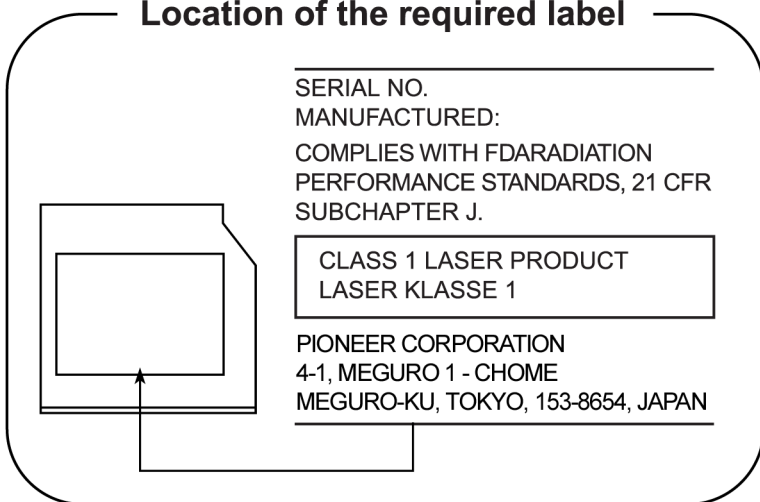 Location of the required label
SERIAL NO.
MANUFACTURED:
COMPLIES WITH FDARADIATION
PERFORMANCE STANDARDS, 21 CFR
SUBCHAPTER J.
CLASS 1 LASER PRODUCT
LASER KLASSE 1
PIONEER CORPORATION
4-1, MEGURO 1 - CHOME
MEGURO-KU, TOKYO, 153-8654, JAPAN